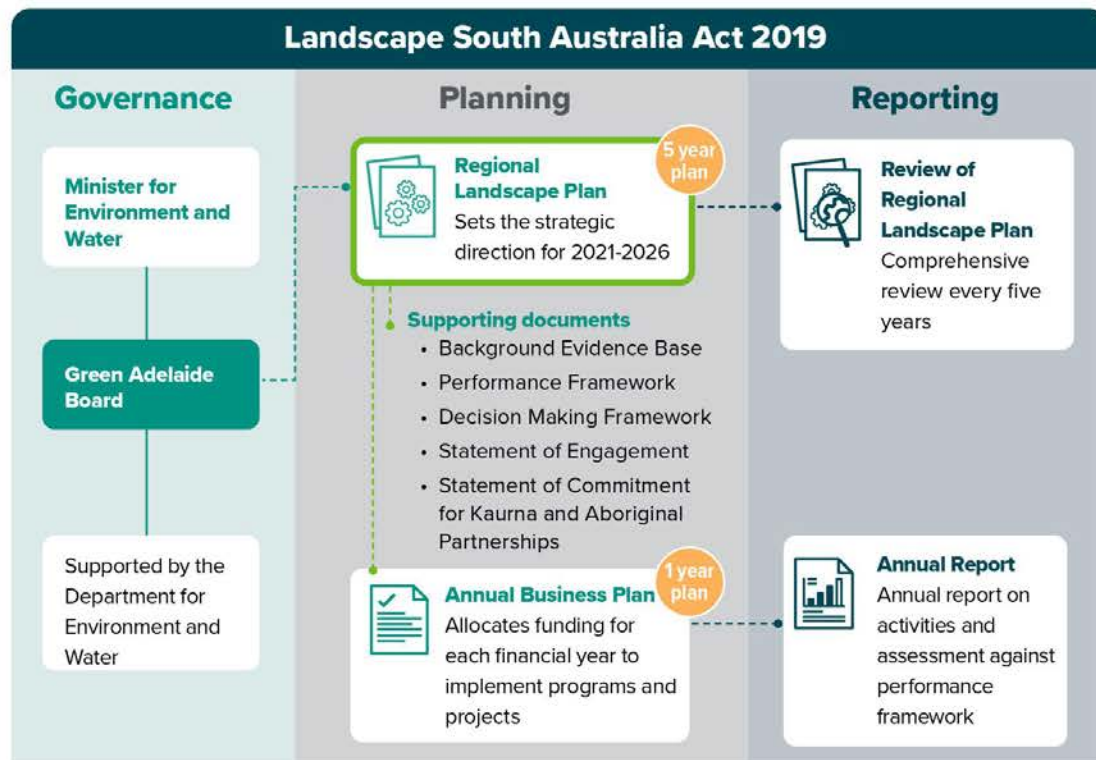 Landscape South Australia Act 2019
Governance
Minister for
Environment and
Water
Green Adelaide
Board
Supported by the
Department for
Environment and
Water
Planning
5 year
plan
Regional
Landscape Plan
Sets the strategic
direction for 2021-2026
Supporting documents
• Background Evidence Base
• Performance Framework
• Decision Making Framework
• Statement of Engagement
• Statement of Commitment
for Kaurna and Aboriginal
Partnerships
1 year
plan
Annual Business Plan
Allocates funding for
each financial year to
implement programs and
projects
Reporting
Review of
Regional
Landscape Plan
Comprehensive
review every five
years
Annual Report
Annual report on
activities and
assessment against
performance
framework